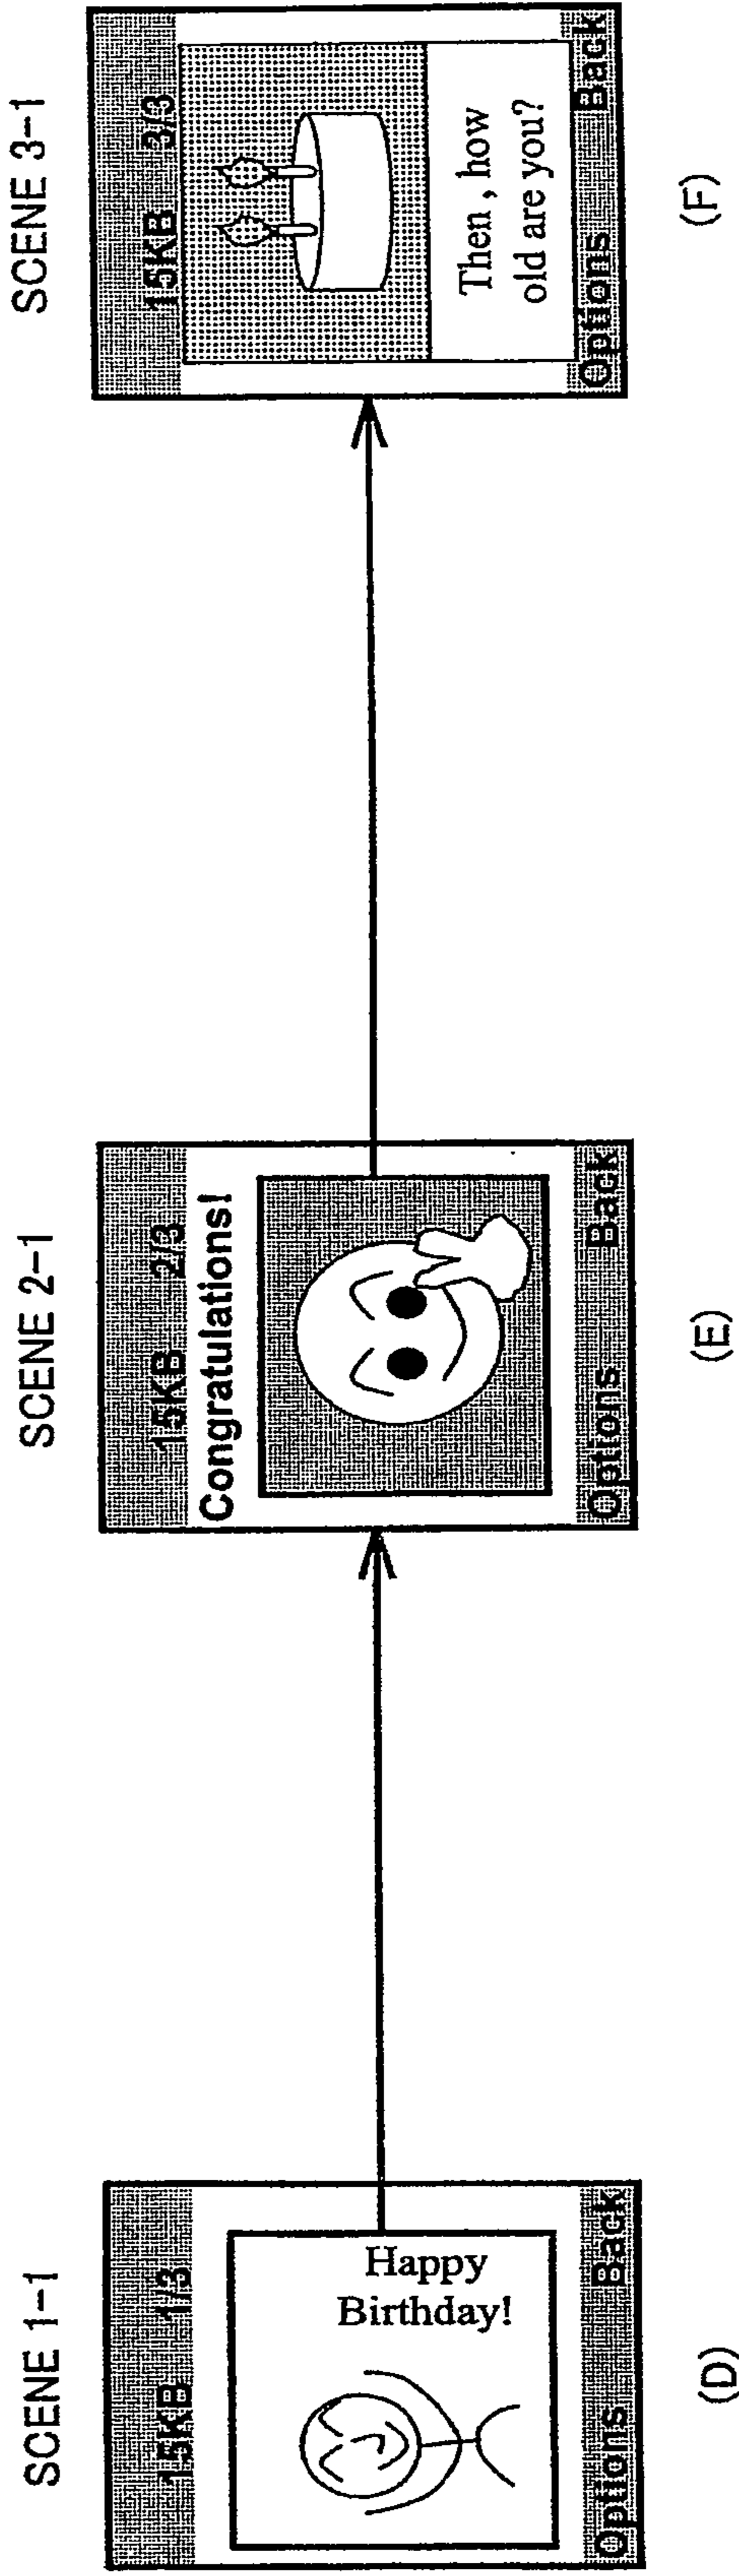 SCENE 1-1
15KB 1/3
Happy
Birthday!
Options Back
(D)
SCENE 2-1
15KB 2/3
Congratulations!
Options Back
(E)
SCENE 3-1
15KB 3/3
Then , how
old are you?
Options Back
(F)